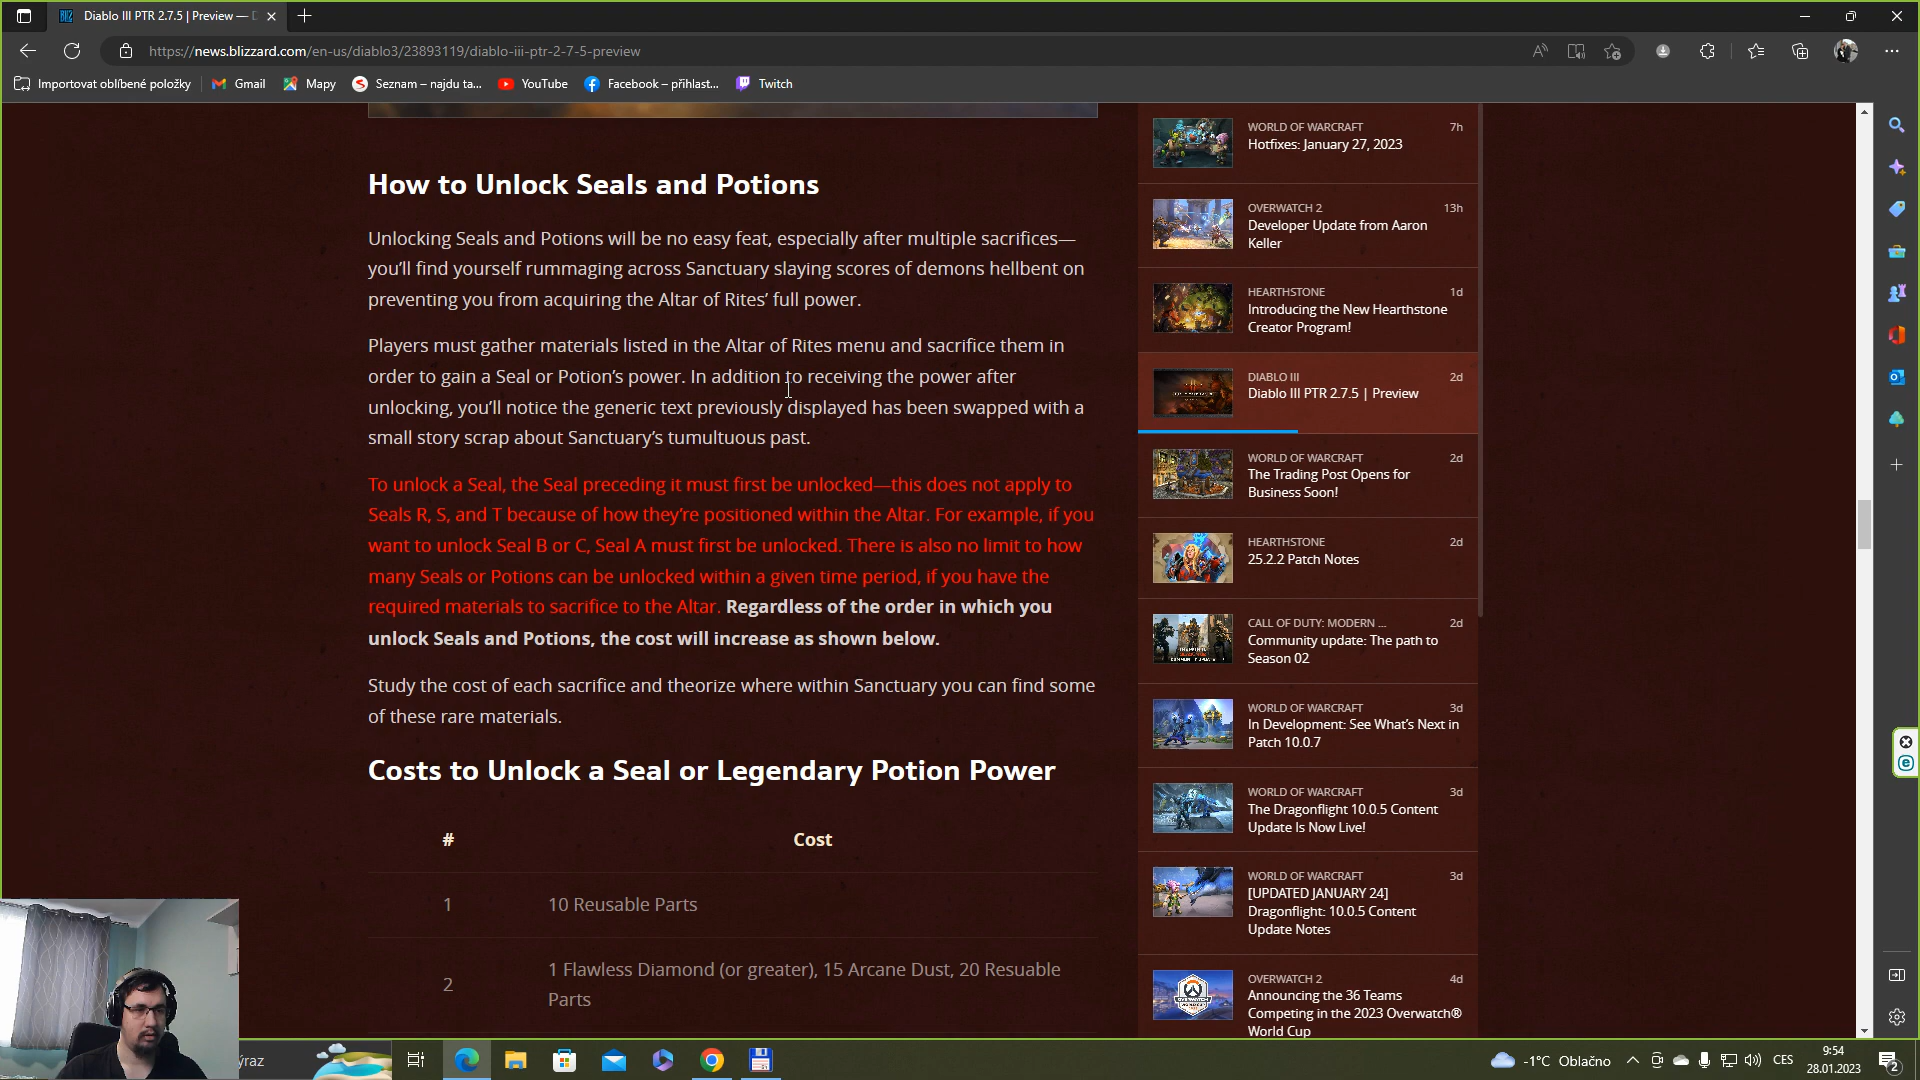 Diablo III PTR 2.7.5 | Preview —
https://news.blizzard.com/en-us/diablo3/23893119/diablo-iii-ptr-2-7-5-preview
Importovat oblíbené položky
Gmail
Mapy
Seznam – najdu ta...
YouTube
Facebook – přihlast...
Twitch
How to Unlock Seals and Potions
Unlocking Seals and Potions will be no easy feat, especially after multiple sacrifices—
you'll find yourself rummaging across Sanctuary slaying scores of demons hellbent on
preventing you from acquiring the Altar of Rites' full power.
Players must gather materials listed in the Altar of Rites menu and sacrifice them in
order to gain a Seal or Potion's power. In addition to receiving the power after
unlocking, you'll notice the generic text previously displayed has been swapped with a
small story scrap about Sanctuary's tumultuous past.
To unlock a Seal, the Seal preceding it must first be unlocked—this does not apply to
Seals R, S, and T because of how they're positioned within the Altar. For example, if you
want to unlock Seal B or C, Seal A must first be unlocked. There is also no limit to how
many Seals or Potions can be unlocked within a given time period, if you have the
required materials to sacrifice to the Altar. Regardless of the order in which you
unlock Seals and Potions, the cost will increase as shown below.
Study the cost of each sacrifice and theorize where within Sanctuary you can find some
of these rare materials.
Costs to Unlock a Seal or Legendary Potion Power
# Cost
1 10 Reusable Parts
1 Flawless Diamond (or greater), 15 Arcane Dust, 20 Resuable
2
Parts
WORLD OF WARCRAFT 7h
Hotfixes: January 27, 2023
OVERWATCH 2 13h
Developer Update from Aaron
Keller
HEARTHSTONE 1d
Introducing the New Hearthstone
Creator Program!
DIABLO III 2d
Diablo III PTR 2.7.5 | Preview
WORLD OF WARCRAFT 2d
The Trading Post Opens for
Business Soon!
HEARTHSTONE 2d
25.2.2 Patch Notes
CALL OF DUTY: MODERN ... 2d
Community update: The path to
Season 02
WORLD OF WARCRAFT 3d
In Development: See What's Next in
Patch 10.0.7
WORLD OF WARCRAFT 3d
The Dragonflight 10.0.5 Content
Update Is Now Live!
WORLD OF WARCRAFT 3d
[UPDATED JANUARY 24]
Dragonflight: 10.0.5 Content
Update Notes
OVERWATCH 2 4d
Announcing the 36 Teams
Competing in the 2023 Overwatch®
World Cup
ýraz
-1°C Oblačno
CES
9:54
28.01.2023
2